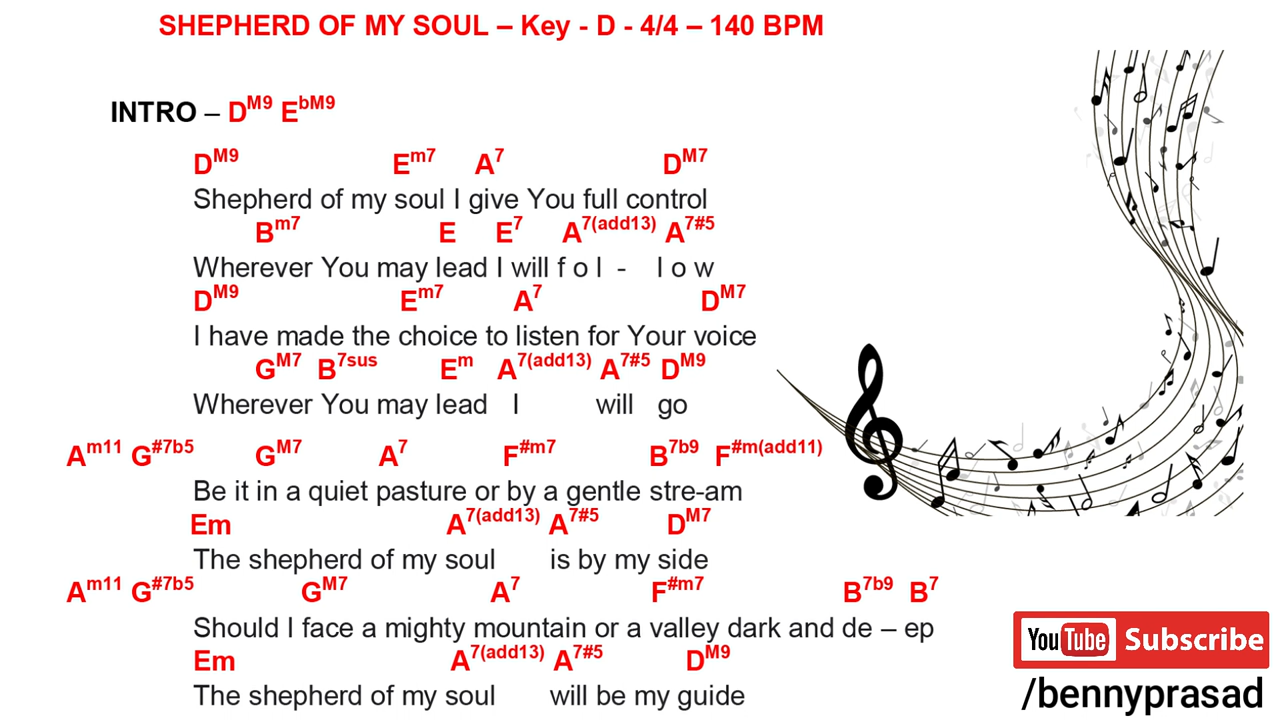 SHEPHERD OF MY SOUL – Key - D - 4/4 – 140 BPM
INTRO – DM9 EbM9
DM9 Em7 A7 DM7
Shepherd of my soul I give You full control
Bm7 E E7 A7(add13) A7#5
Wherever You may lead I will f o l - l o w
DM9 Em7 A7 DM7
I have made the choice to listen for Your voice
GM7 B7sus Em A7(add13) A7#5 DM9
Wherever You may lead I will go
Am11 G#7b5 GM7 A7 F#m7 B7b9 F#m(add11)
Be it in a quiet pasture or by a gentle stre-am
Em A7(add13) A7#5 DM7
The shepherd of my soul is by my side
Am11 G#7b5 GM7 A7 F#m7 B7b9 B7
Should I face a mighty mountain or a valley dark and de – ep
Em A7(add13) A7#5 DM9
The shepherd of my soul will be my guide
YouTube Subscribe
/bennyprasad